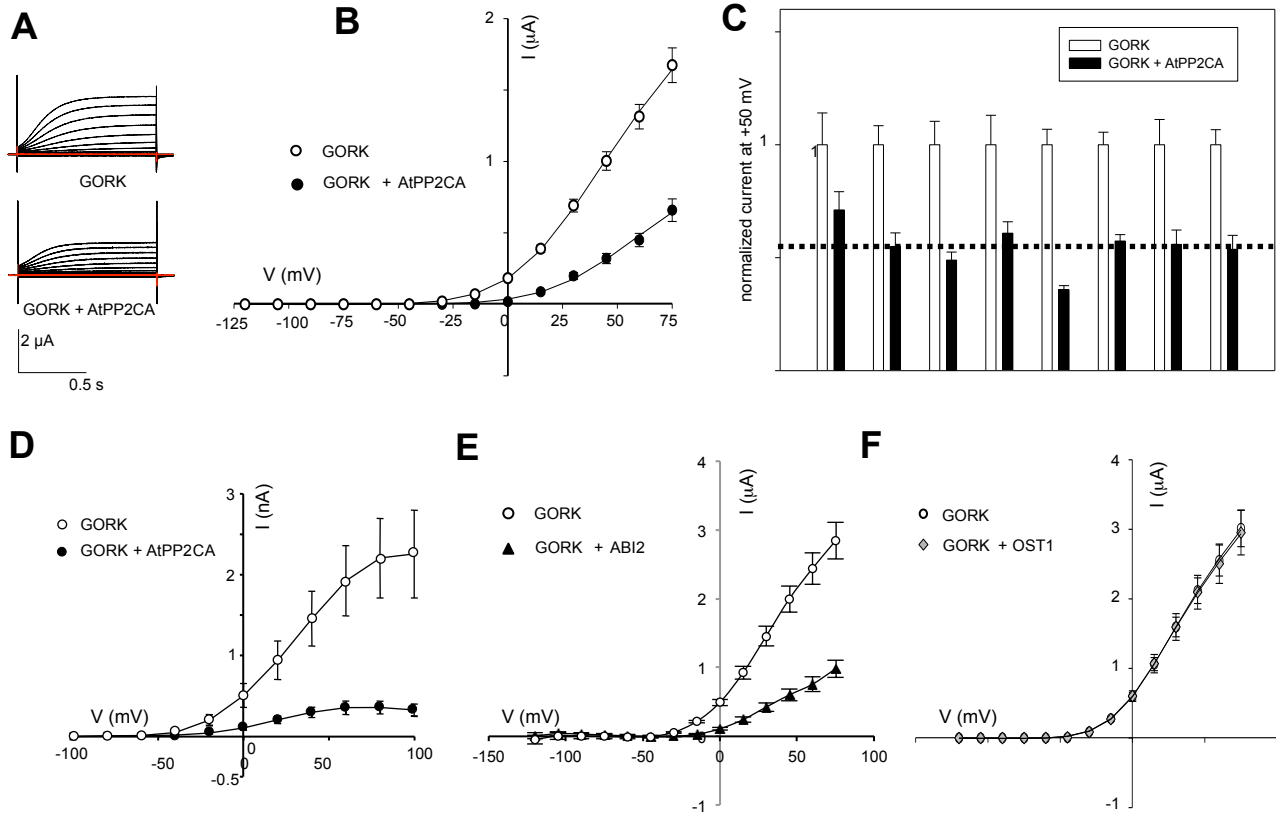 A
GORK
GORK + AtPP2CA
2 µA
0.5 s
B
2
I (µA)
GORK
GORK + AtPP2CA
1
V (mV)
-125
-100
-75
-50
-25
0
25
50
75
C
GORK
GORK + AtPP2CA
normalized current at +50 mV
1
1
D
3
I (nA)
GORK
GORK + AtPP2CA
2
1
V (mV)
-100
-50
0
50
100
-0.5
E
4
I (µA)
GORK
GORK + ABI2
3
2
1
V (mV)
-150
-100
-50
0
50
100
-1
F
4
I (µA)
GORK
GORK + OST1
3
2
1
V (mV)
-1